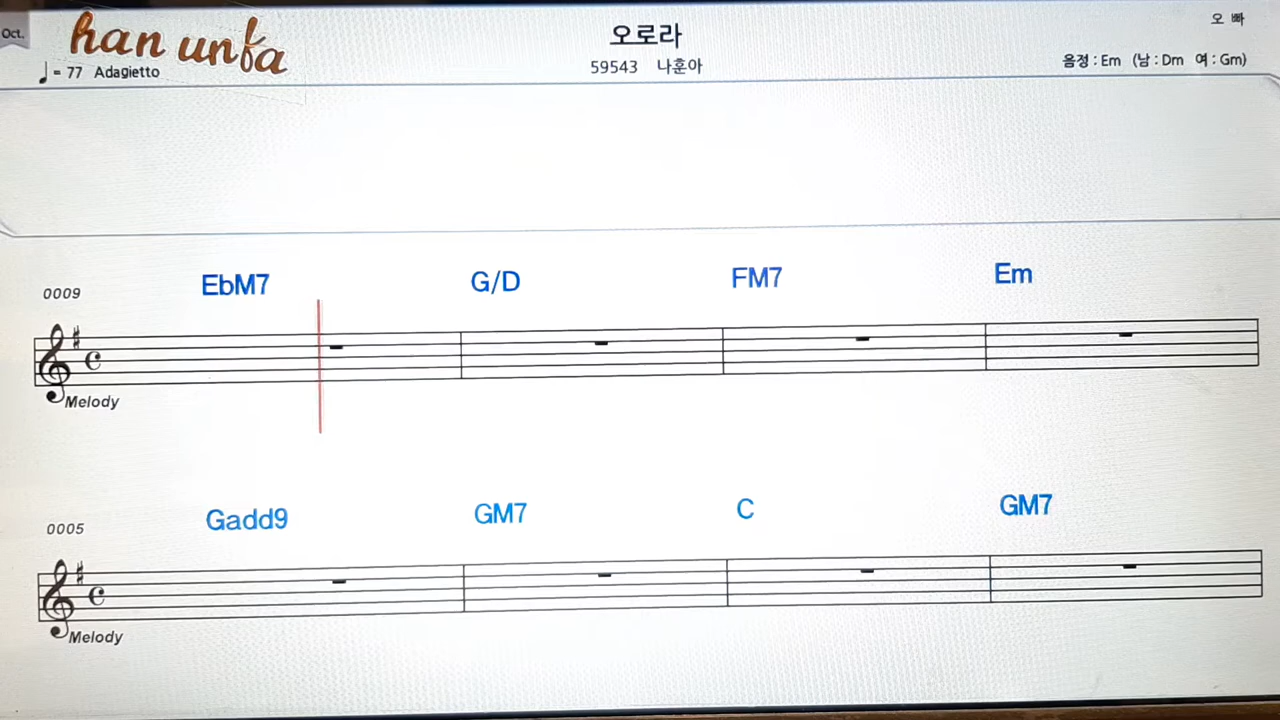 Oct.
han unfa
오로라
오 빠
♩ = 77 Adagietto
59543 나훈아
음정 : Em (남 : Dm 여 : Gm)
0009
EbM7 G/D FM7 Em
Melody
0005
Gadd9 GM7 C GM7
Melody